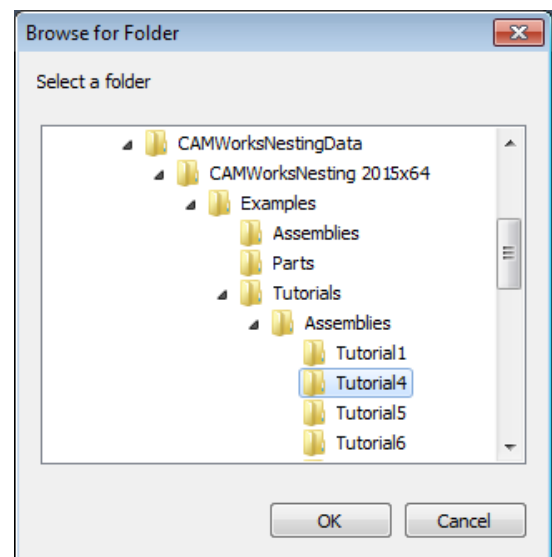 Browse for Folder
Select a folder
CAMWorksNestingData
CAMWorksNesting 2015x64
Examples
Assemblies
Parts
Tutorials
Assemblies
Tutorial1
Tutorial4
Tutorial5
Tutorial6
OK Cancel